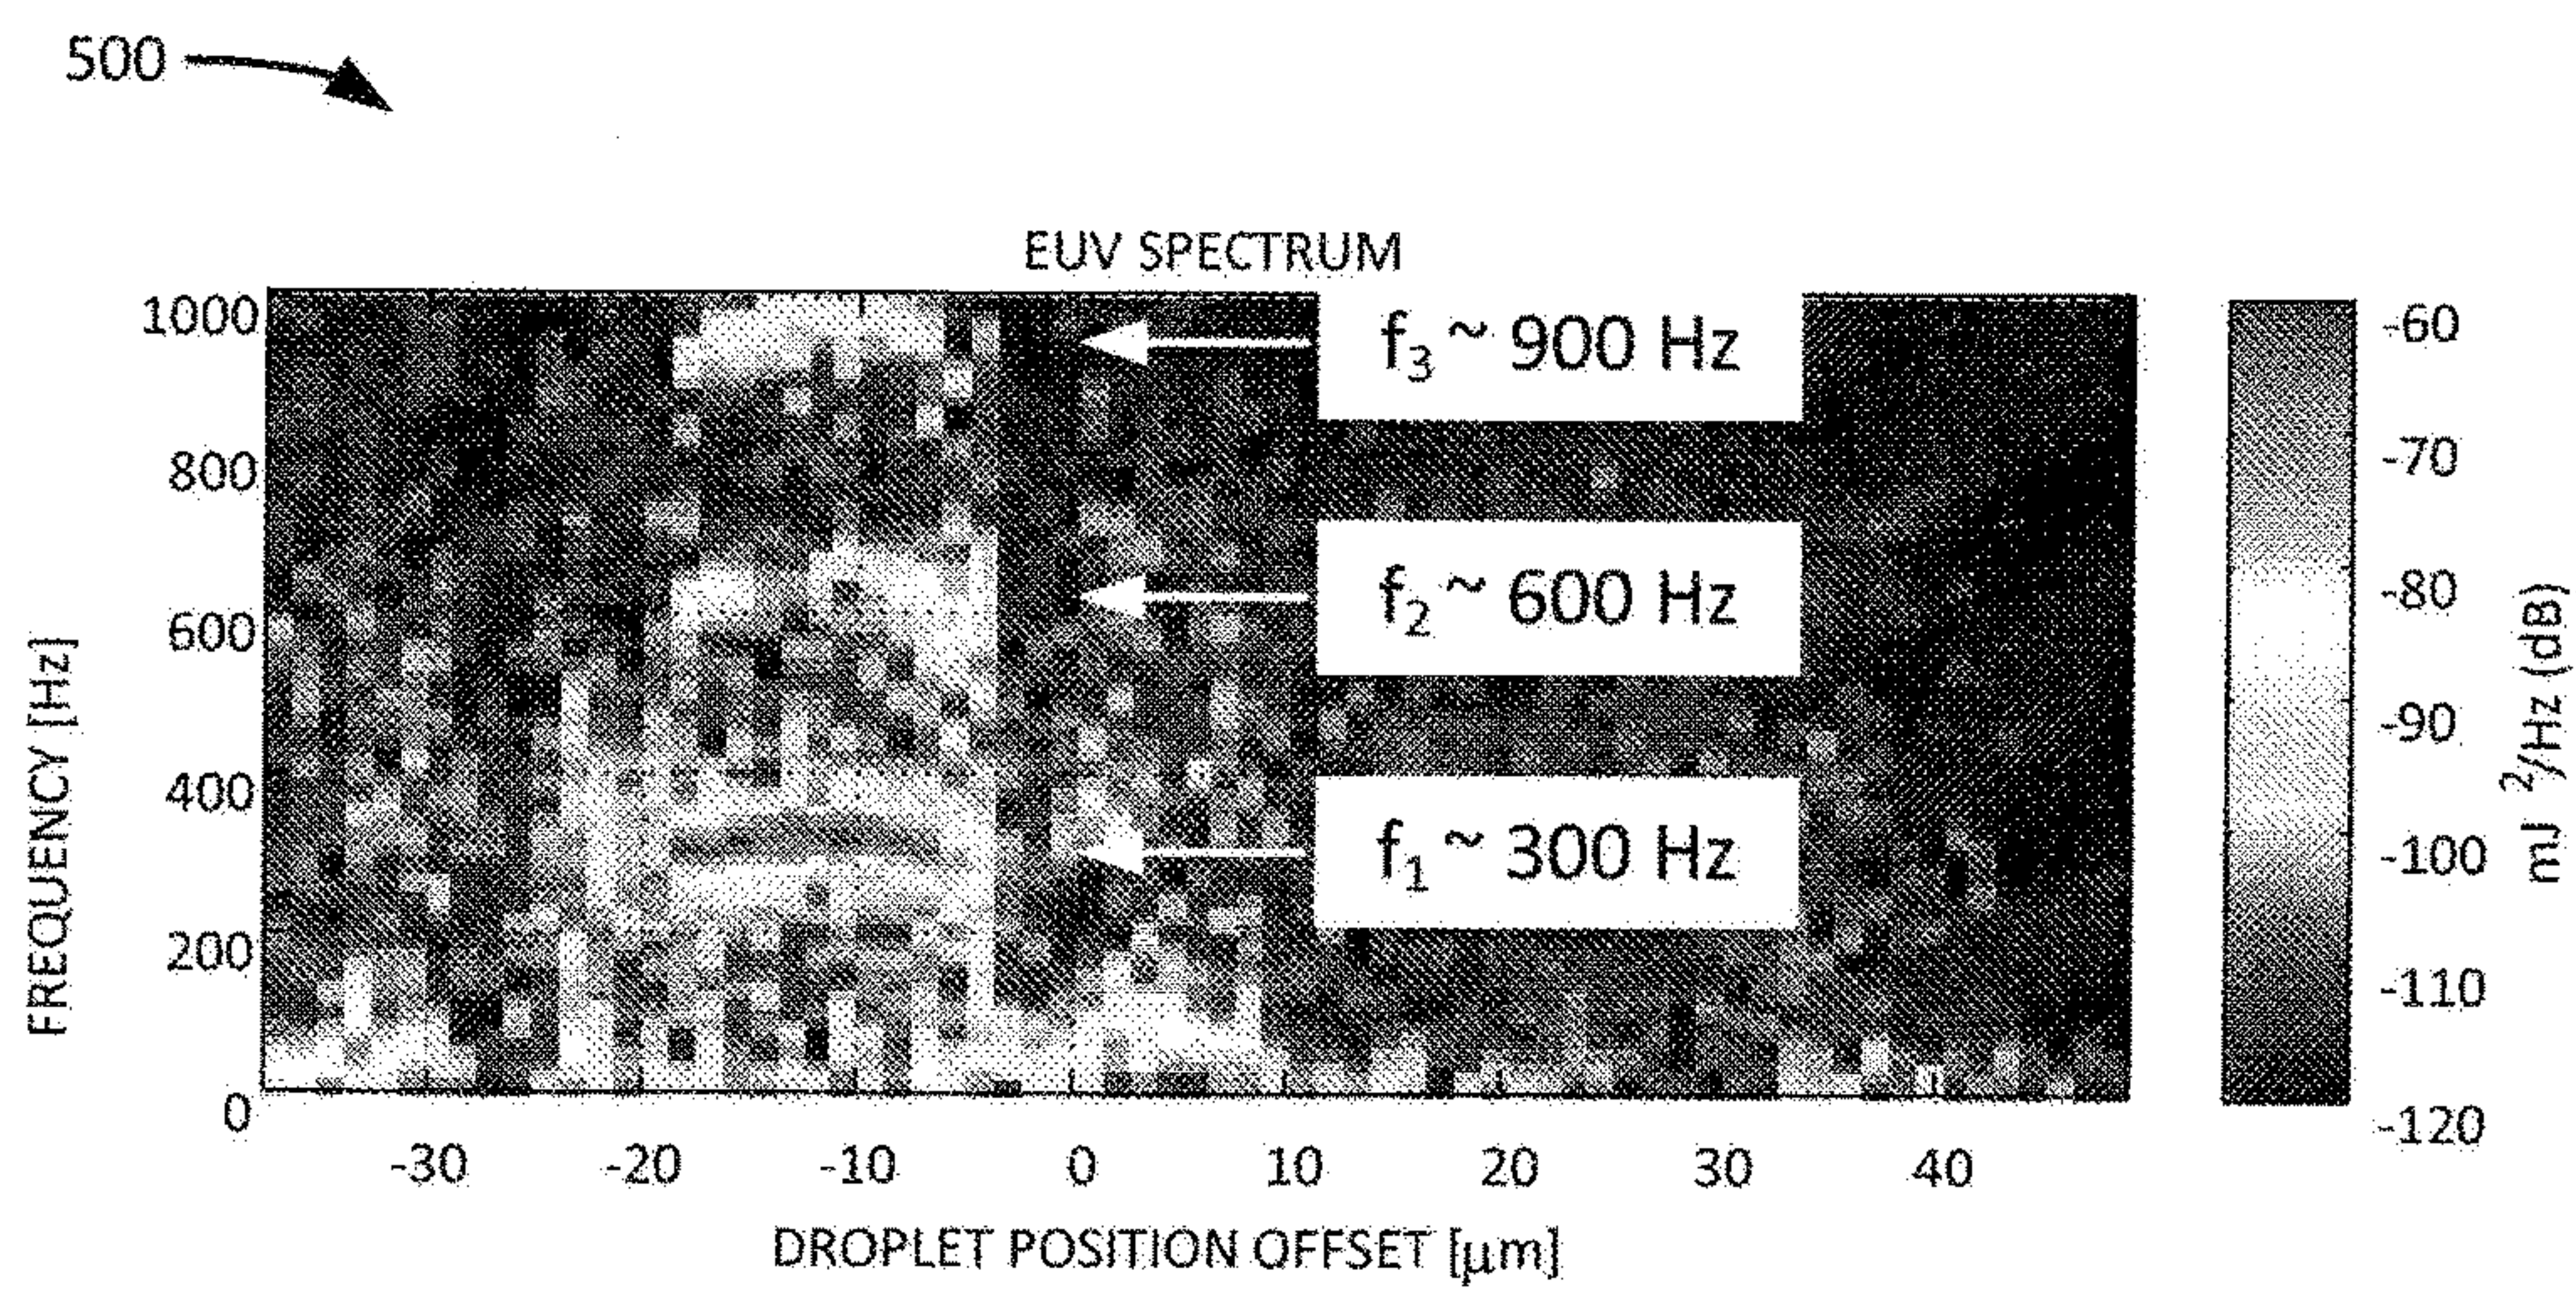 500
EUV SPECTRUM
1000
800
600
400
200
0
FREQUENCY [Hz]
f3 ~ 900 Hz
f2 ~ 600 Hz
f1 ~ 300 Hz
-30 -20 -10 0 10 20 30 40
DROPLET POSITION OFFSET [μm]
-60
-70
-80
-90
-100
-110
-120
mJ 2/Hz (dB)